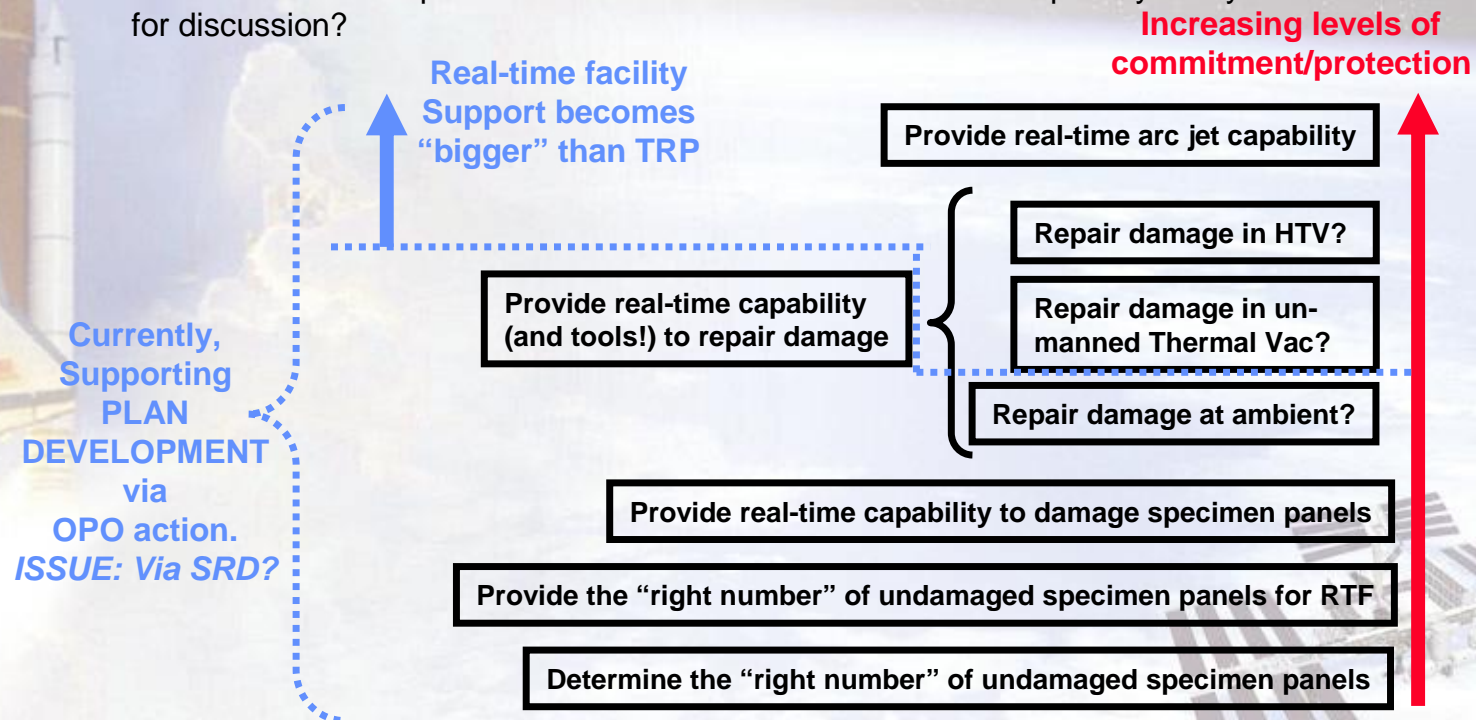 for discussion?
Increasing levels of
commitment/protection
Real-time facility
Support becomes
“bigger” than TRP
Provide real-time arc jet capability
Repair damage in HTV?
Provide real-time capability
(and tools!) to repair damage
Repair damage in un-
manned Thermal Vac?
Repair damage at ambient?
Currently,
Supporting
PLAN
DEVELOPMENT
via
OPO action.
ISSUE: Via SRD?
Provide real-time capability to damage specimen panels
Provide the “right number” of undamaged specimen panels for RTF
Determine the “right number” of undamaged specimen panels